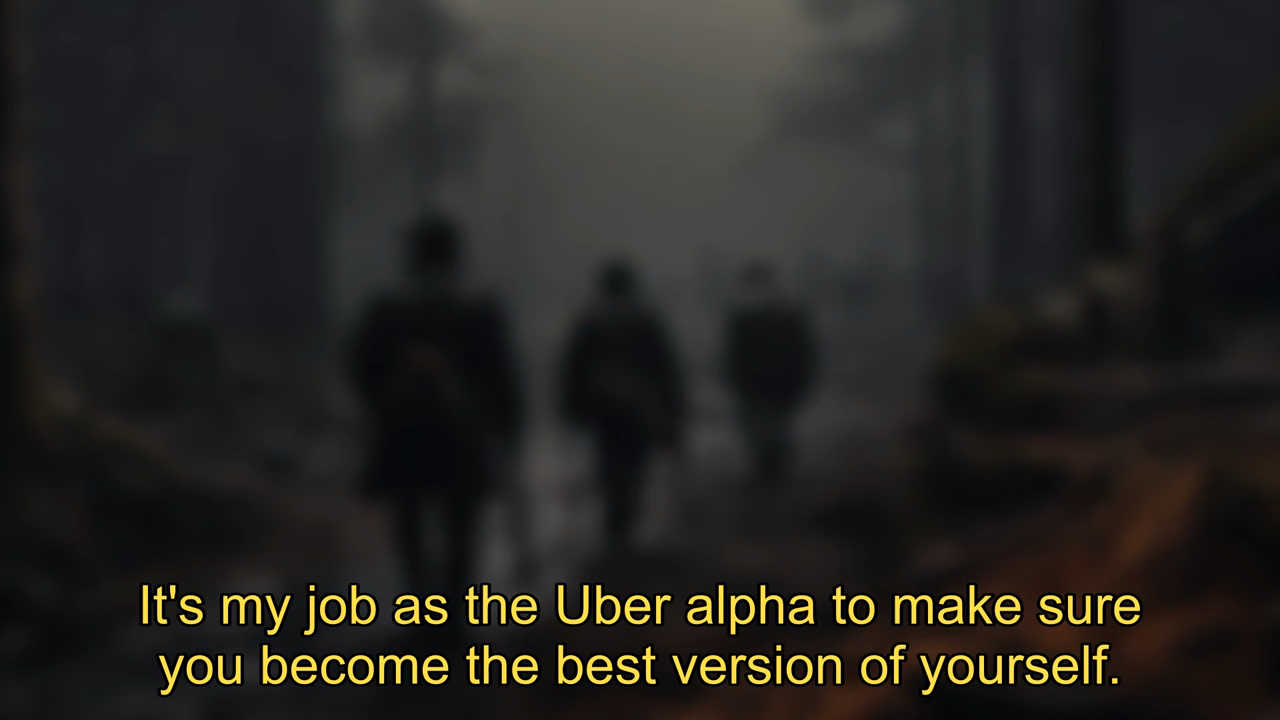 It's my job as the Uber alpha to make sure
you become the best version of yourself.